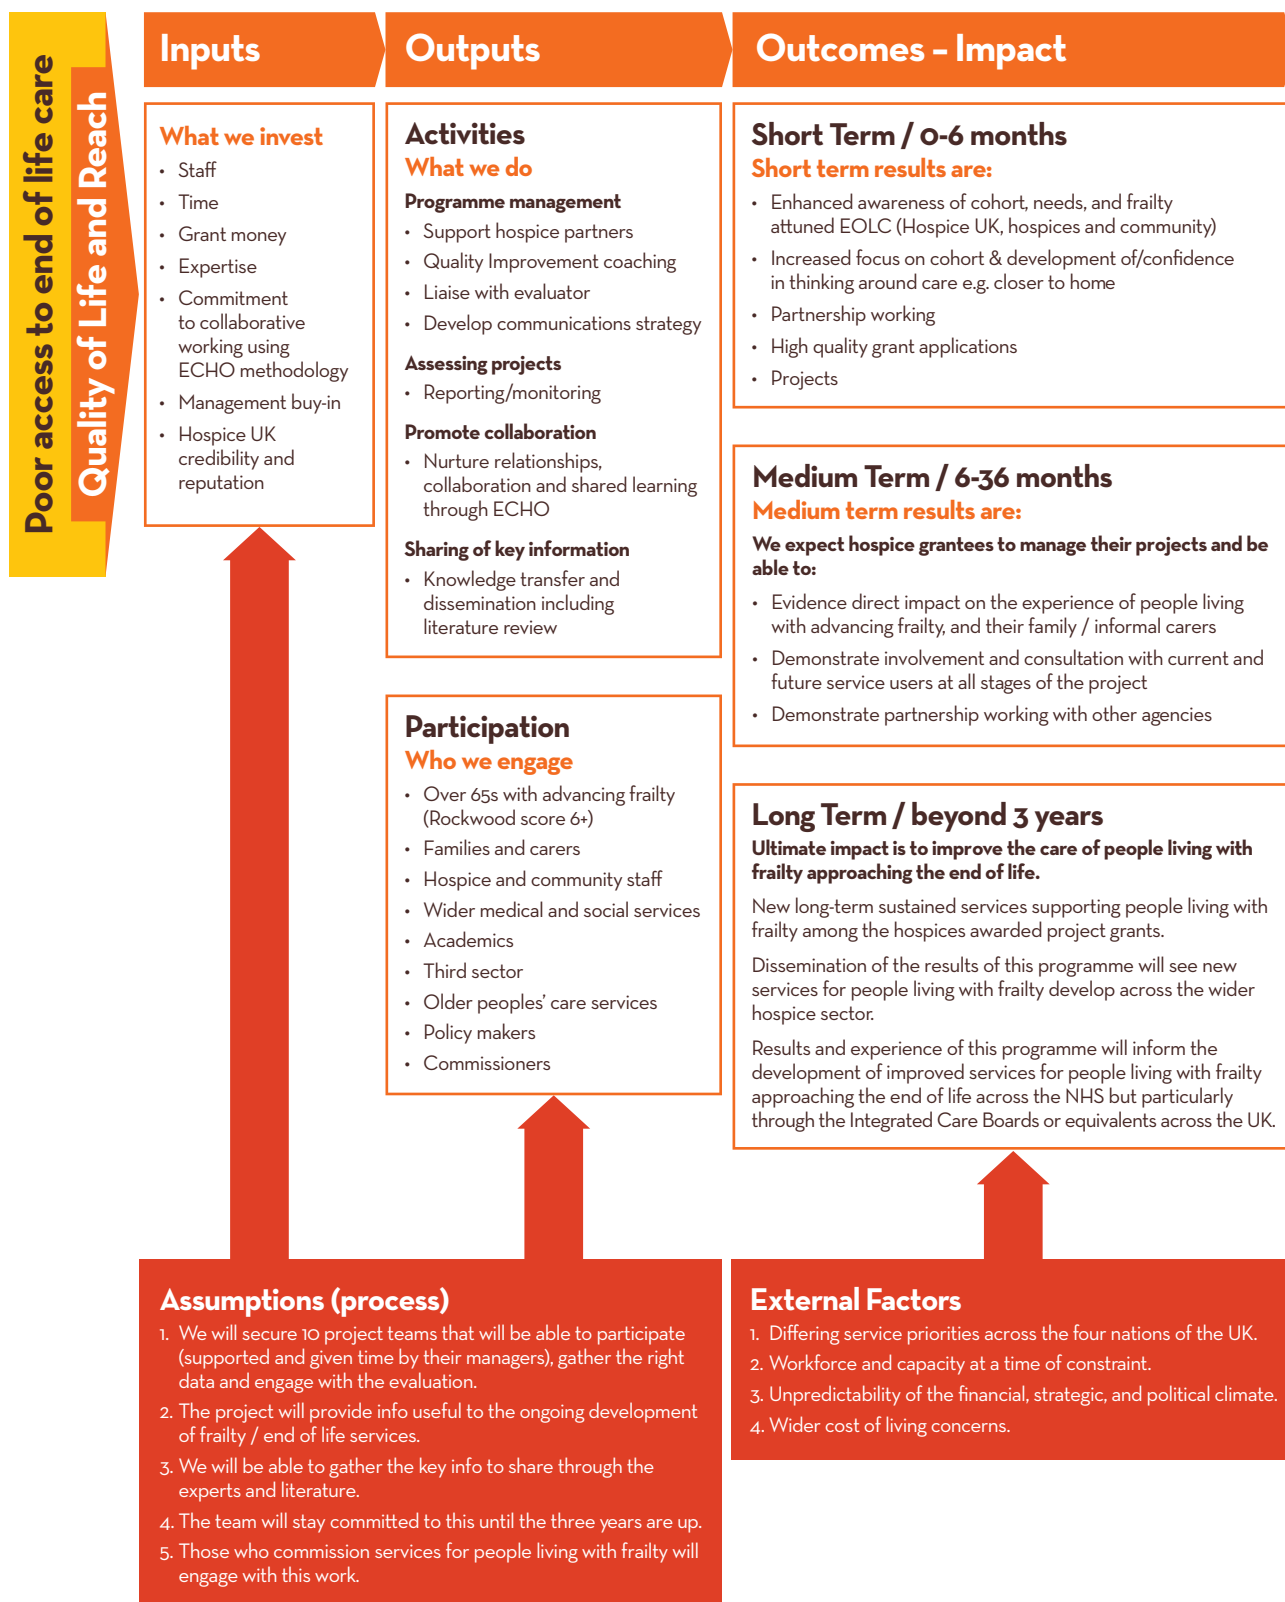 Poor access to end of life care
Quality of Life and Reach
Inputs
What we invest
• Staff
• Time
• Grant money
• Expertise
• Commitment
to collaborative
working using
ECHO methodology
• Management buy-in
• Hospice UK
credibility and
reputation
Outputs
Activities
What we do
Programme management
• Support hospice partners
• Quality Improvement coaching
• Liaise with evaluator
• Develop communications strategy
Assessing projects
• Reporting/monitoring
Promote collaboration
• Nurture relationships,
collaboration and shared learning
through ECHO
Sharing of key information
• Knowledge transfer and
dissemination including
literature review
Participation
Who we engage
• Over 65s with advancing frailty
(Rockwood score 6+)
• Families and carers
• Hospice and community staff
• Wider medical and social services
• Academics
• Third sector
• Older peoples' care services
• Policy makers
• Commissioners
Outcomes – Impact
Short Term / 0-6 months
Short term results are:
• Enhanced awareness of cohort, needs, and frailty
attuned EOLC (Hospice UK, hospices and community)
• Increased focus on cohort & development of/confidence
in thinking around care e.g. closer to home
• Partnership working
• High quality grant applications
• Projects
Medium Term / 6-36 months
Medium term results are:
We expect hospice grantees to manage their projects and be
able to:
• Evidence direct impact on the experience of people living
with advancing frailty, and their family / informal carers
• Demonstrate involvement and consultation with current and
future service users at all stages of the project
• Demonstrate partnership working with other agencies
Long Term / beyond 3 years
Ultimate impact is to improve the care of people living with
frailty approaching the end of life.
New long-term sustained services supporting people living with
frailty among the hospices awarded project grants.
Dissemination of the results of this programme will see new
services for people living with frailty develop across the wider
hospice sector.
Results and experience of this programme will inform the
development of improved services for people living with frailty
approaching the end of life across the NHS but particularly
through the Integrated Care Boards or equivalents across the UK.
Assumptions (process)
1. We will secure 10 project teams that will be able to participate
(supported and given time by their managers), gather the right
data and engage with the evaluation.
2. The project will provide info useful to the ongoing development
of frailty / end of life services.
3. We will be able to gather the key info to share through the
experts and literature.
4. The team will stay committed to this until the three years are up.
5. Those who commission services for people living with frailty will
engage with this work.
External Factors
1. Differing service priorities across the four nations of the UK.
2. Workforce and capacity at a time of constraint.
3. Unpredictability of the financial, strategic, and political climate.
4. Wider cost of living concerns.